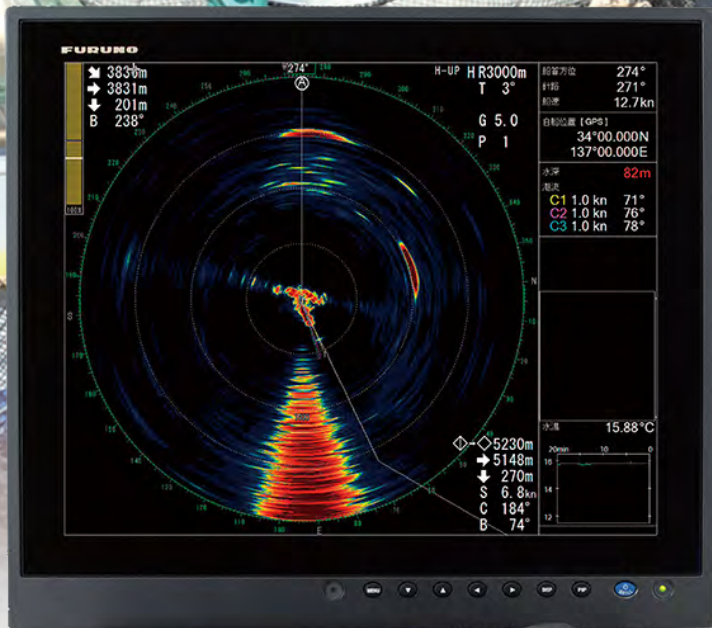 FURUNO
3830m
3831m
201m
B 238°
274°
H-UP H R3000m
T 3°
G 5.0
P 1
船首方位 274°
針路 271°
船速 12.7kn
自船位置 [GPS]
34°00.000N
137°00.000E
水深 82m
潮流
C1 1.0 kn 71°
C2 1.0 kn 76°
C3 1.0 kn 78°
N
E
5230m
5148m
270m
S 6.8kn
C 184°
B 74°
水温 15.88°C
20min 10 0
16
14
12
MENU
DISP